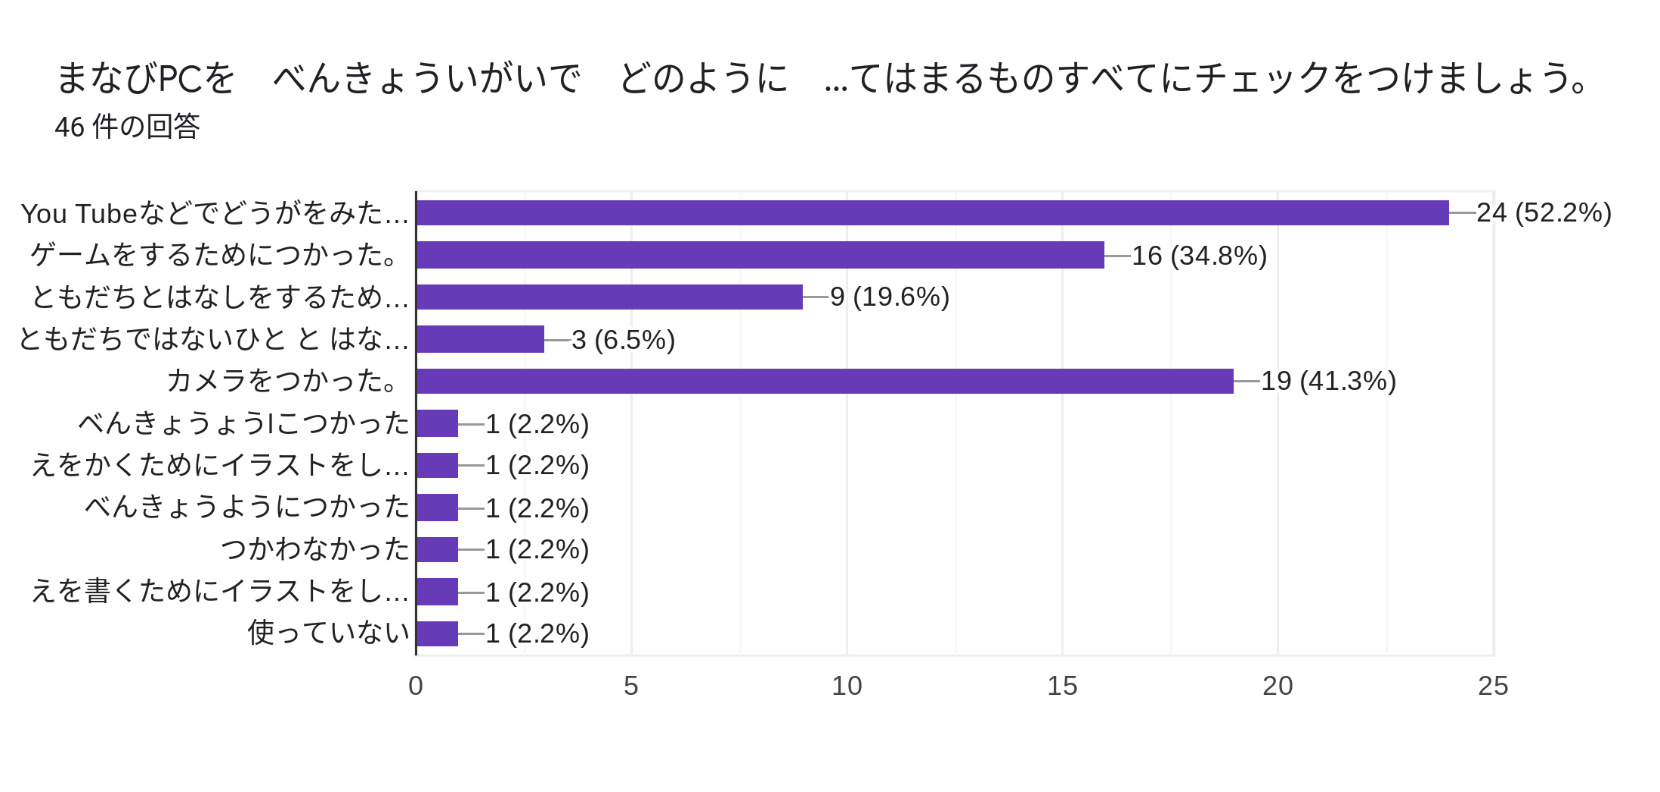 まなびPCを　べんきょういがいで　どのように　…てはまるものすべてにチェックをつけましょう。
46 件の回答
You Tubeなどでどうがをみた… 24 (52.2%)
ゲームをするためにつかった。 16 (34.8%)
ともだちとはなしをするため… 9 (19.6%)
ともだちではないひと と はな… 3 (6.5%)
カメラをつかった。 19 (41.3%)
べんきょうょうIこつかった 1 (2.2%)
えをかくためにイラストをし… 1 (2.2%)
べんきょうようにつかった 1 (2.2%)
つかわなかった 1 (2.2%)
えを書くためにイラストをし… 1 (2.2%)
使っていない 1 (2.2%)
0 5 10 15 20 25